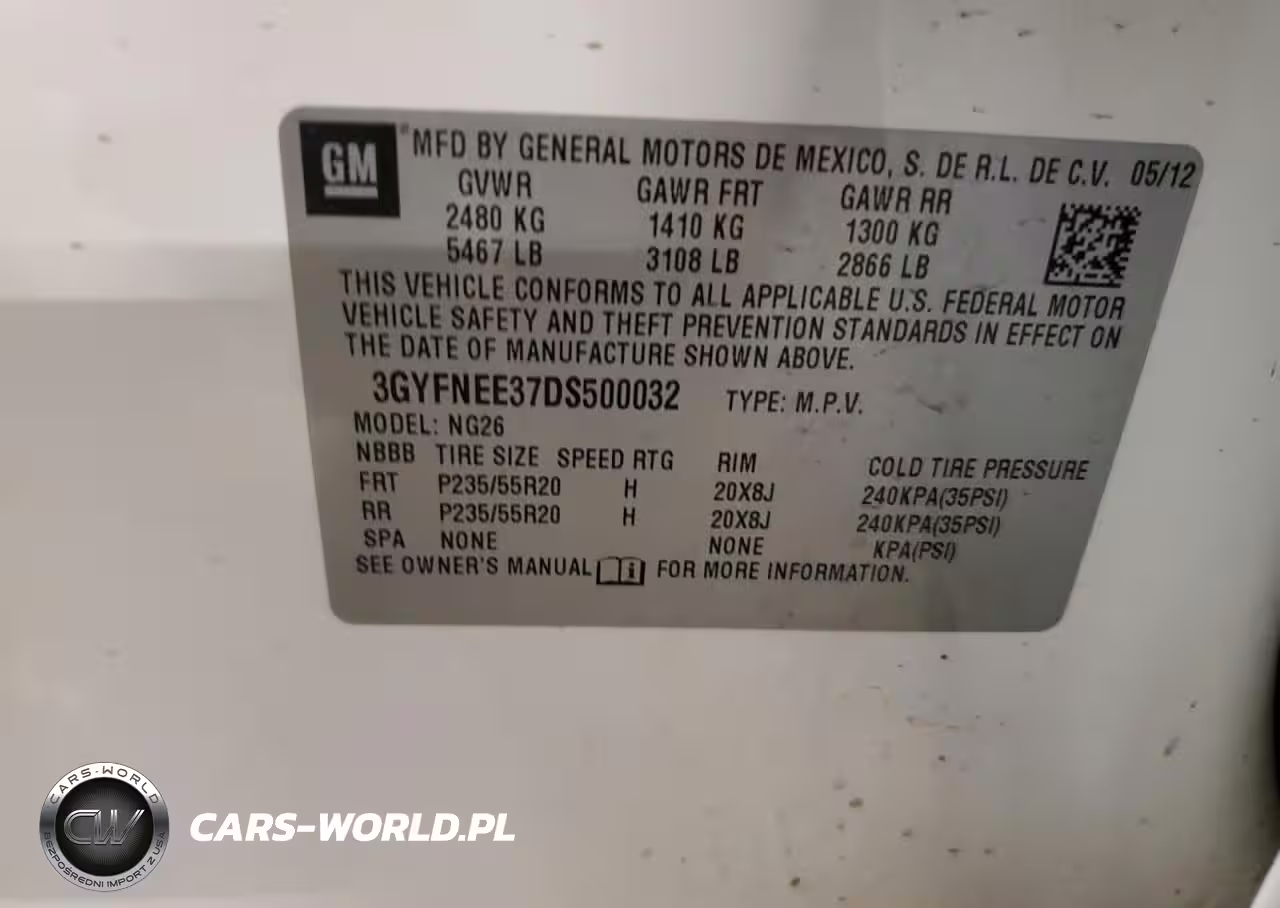 GM
® MFD BY GENERAL MOTORS DE MEXICO, S. DE R.L. DE C.V. 05/12
GVWR GAWR FRT GAWR RR
2480 KG 1410 KG 1300 KG
5467 LB 3108 LB 2866 LB
THIS VEHICLE CONFORMS TO ALL APPLICABLE U.S. FEDERAL MOTOR
VEHICLE SAFETY AND THEFT PREVENTION STANDARDS IN EFFECT ON
THE DATE OF MANUFACTURE SHOWN ABOVE.
3GYFNEE37DS500032 TYPE: M.P.V.
MODEL: NG26
NBBB TIRE SIZE SPEED RTG RIM COLD TIRE PRESSURE
FRT P235/55R20 H 20X8J 240KPA(35PSI)
RR P235/55R20 H 20X8J 240KPA(35PSI)
SPA NONE NONE KPA(PSI)
SEE OWNER'S MANUAL FOR MORE INFORMATION.
CARS-WORLD
CW
BEZPOŚREDNI IMPORT Z USA
CARS-WORLD.PL